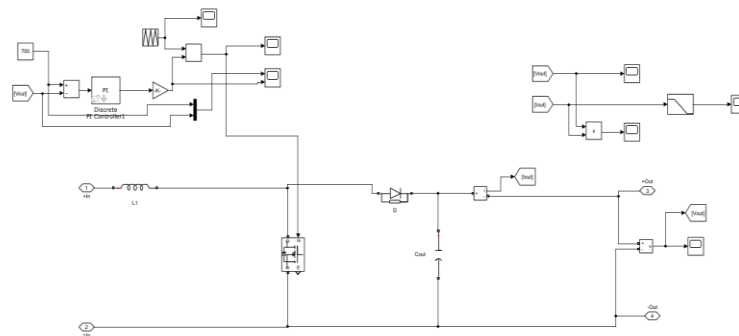 700
[Vout]
+
−
PI
Discrete
PI Controller1
-K-
[Vout]
[Iout]
x
1
+In
L1
D
[Iout]
+Out
3
[Vout]
Cout
-Out
4
2